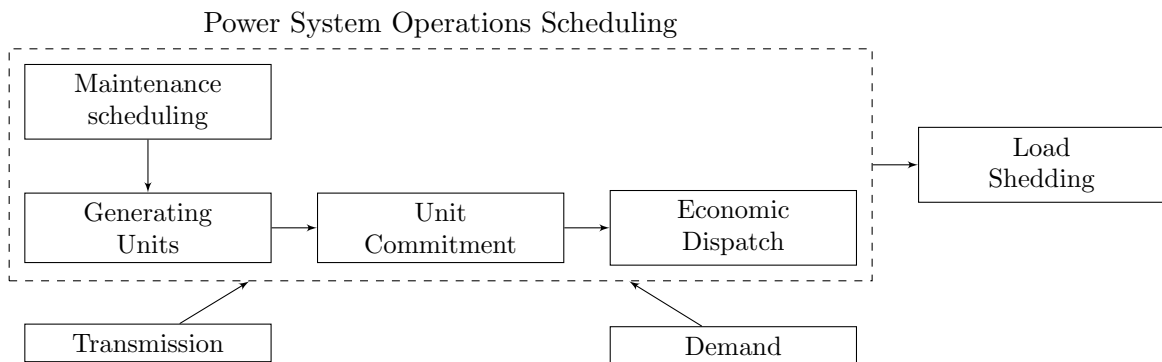 Power System Operations Scheduling
Maintenance
scheduling
Load
Shedding
Generating
Units
Unit
Commitment
Economic
Dispatch
Transmission
Demand